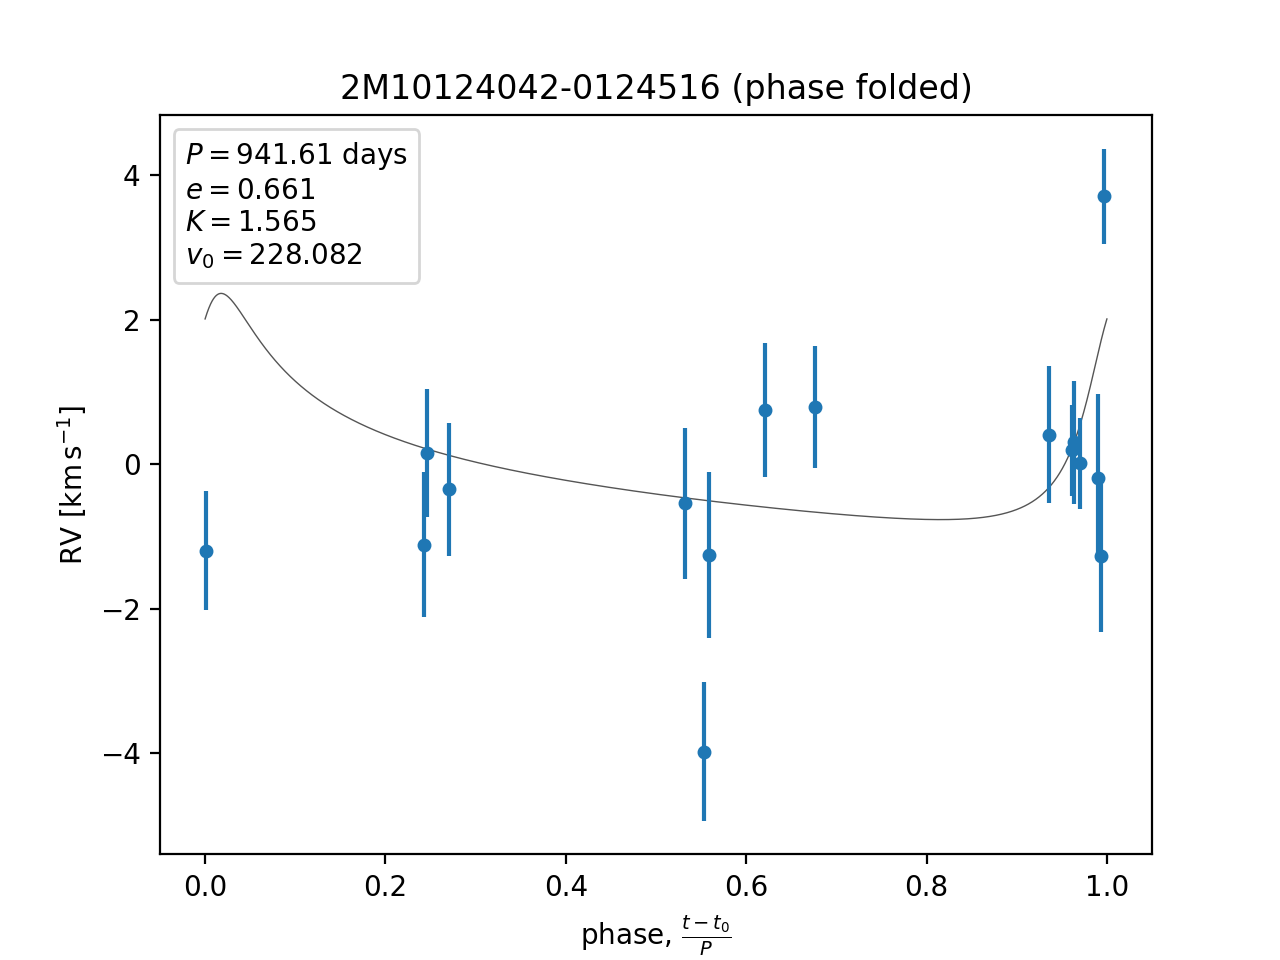 2M10124042-0124516 (phase folded)
P = 941.61 days
e = 0.661
K = 1.565
v₀ = 228.082
4
2
0
−2
−4
RV [km s⁻¹]
0.0 0.2 0.4 0.6 0.8 1.0
phase, (t − t₀)/P